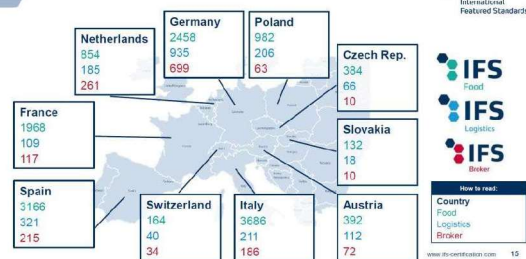 International
Featured Standards
Germany
2458
935
699
Poland
982
206
63
Netherlands
854
185
261
Czech Rep.
384
66
10
IFS
Food
France
1968
109
117
IFS
Logistics
Slovakia
132
18
10
IFS
Broker
Spain
3166
321
215
Switzerland
164
40
34
Italy
3686
211
186
Austria
392
112
72
How to read:
Country
Food
Logistics
Broker
www.ifs-certification.com 15